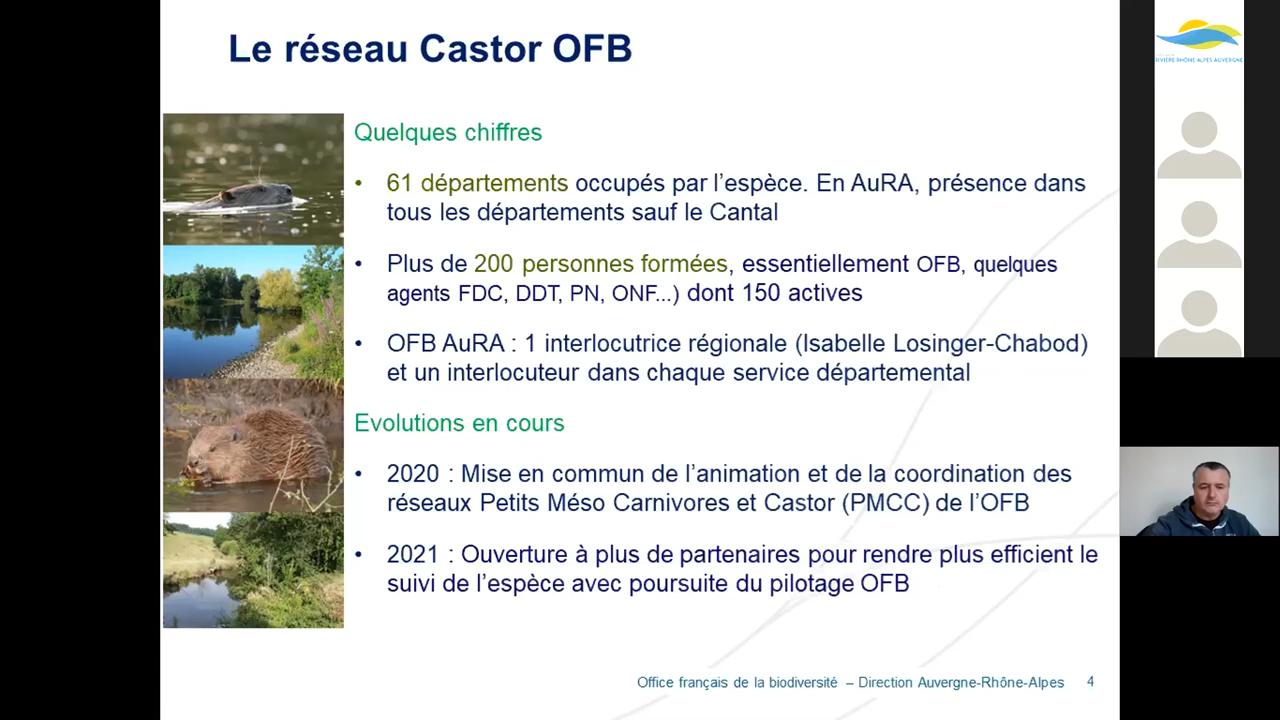 Le réseau Castor OFB
Quelques chiffres
• 61 départements occupés par l'espèce. En AuRA, présence dans
tous les départements sauf le Cantal
• Plus de 200 personnes formées, essentiellement OFB, quelques
agents FDC, DDT, PN, ONF...) dont 150 actives
• OFB AuRA : 1 interlocutrice régionale (Isabelle Losinger-Chabod)
et un interlocuteur dans chaque service départemental
Evolutions en cours
• 2020 : Mise en commun de l'animation et de la coordination des
réseaux Petits Méso Carnivores et Castor (PMCC) de l'OFB
• 2021 : Ouverture à plus de partenaires pour rendre plus efficient le
suivi de l'espèce avec poursuite du pilotage OFB
Office français de la biodiversité – Direction Auvergne-Rhône-Alpes 4
RIVIÈRE RHÔNE ALPES AUVERGNE